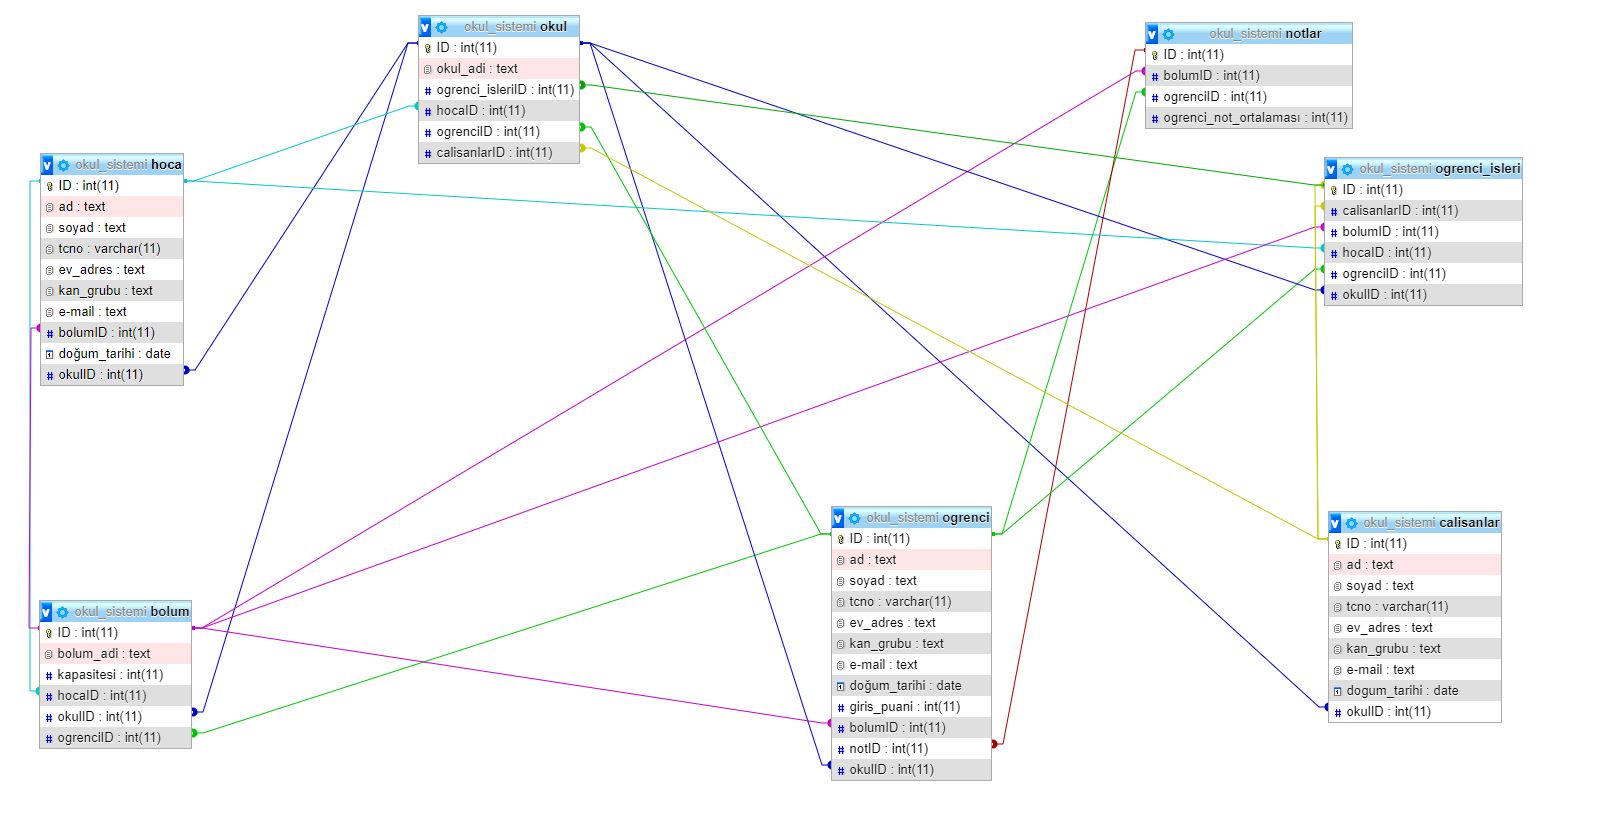 okul_sistemi okul
ID : int(11)
okul_adi : text
ogrenci_isleriID : int(11)
hocaID : int(11)
ogrenciID : int(11)
calisanlarID : int(11)
okul_sistemi notlar
ID : int(11)
bolumID : int(11)
ogrenciID : int(11)
ogrenci_not_ortalaması : int(11)
okul_sistemi hoca
ID : int(11)
ad : text
soyad : text
tcno : varchar(11)
ev_adres : text
kan_grubu : text
e-mail : text
bolumID : int(11)
doğum_tarihi : date
okulID : int(11)
okul_sistemi ogrenci_isleri
ID : int(11)
calisanlarID : int(11)
bolumID : int(11)
hocaID : int(11)
ogrenciID : int(11)
okulID : int(11)
okul_sistemi bolum
ID : int(11)
bolum_adi : text
kapasitesi : int(11)
hocaID : int(11)
okulID : int(11)
ogrenciID : int(11)
okul_sistemi ogrenci
ID : int(11)
ad : text
soyad : text
tcno : varchar(11)
ev_adres : text
kan_grubu : text
e-mail : text
doğum_tarihi : date
giris_puani : int(11)
bolumID : int(11)
notID : int(11)
okulID : int(11)
okul_sistemi calisanlar
ID : int(11)
ad : text
soyad : text
tcno : varchar(11)
ev_adres : text
kan_grubu : text
e-mail : text
dogum_tarihi : date
okulID : int(11)